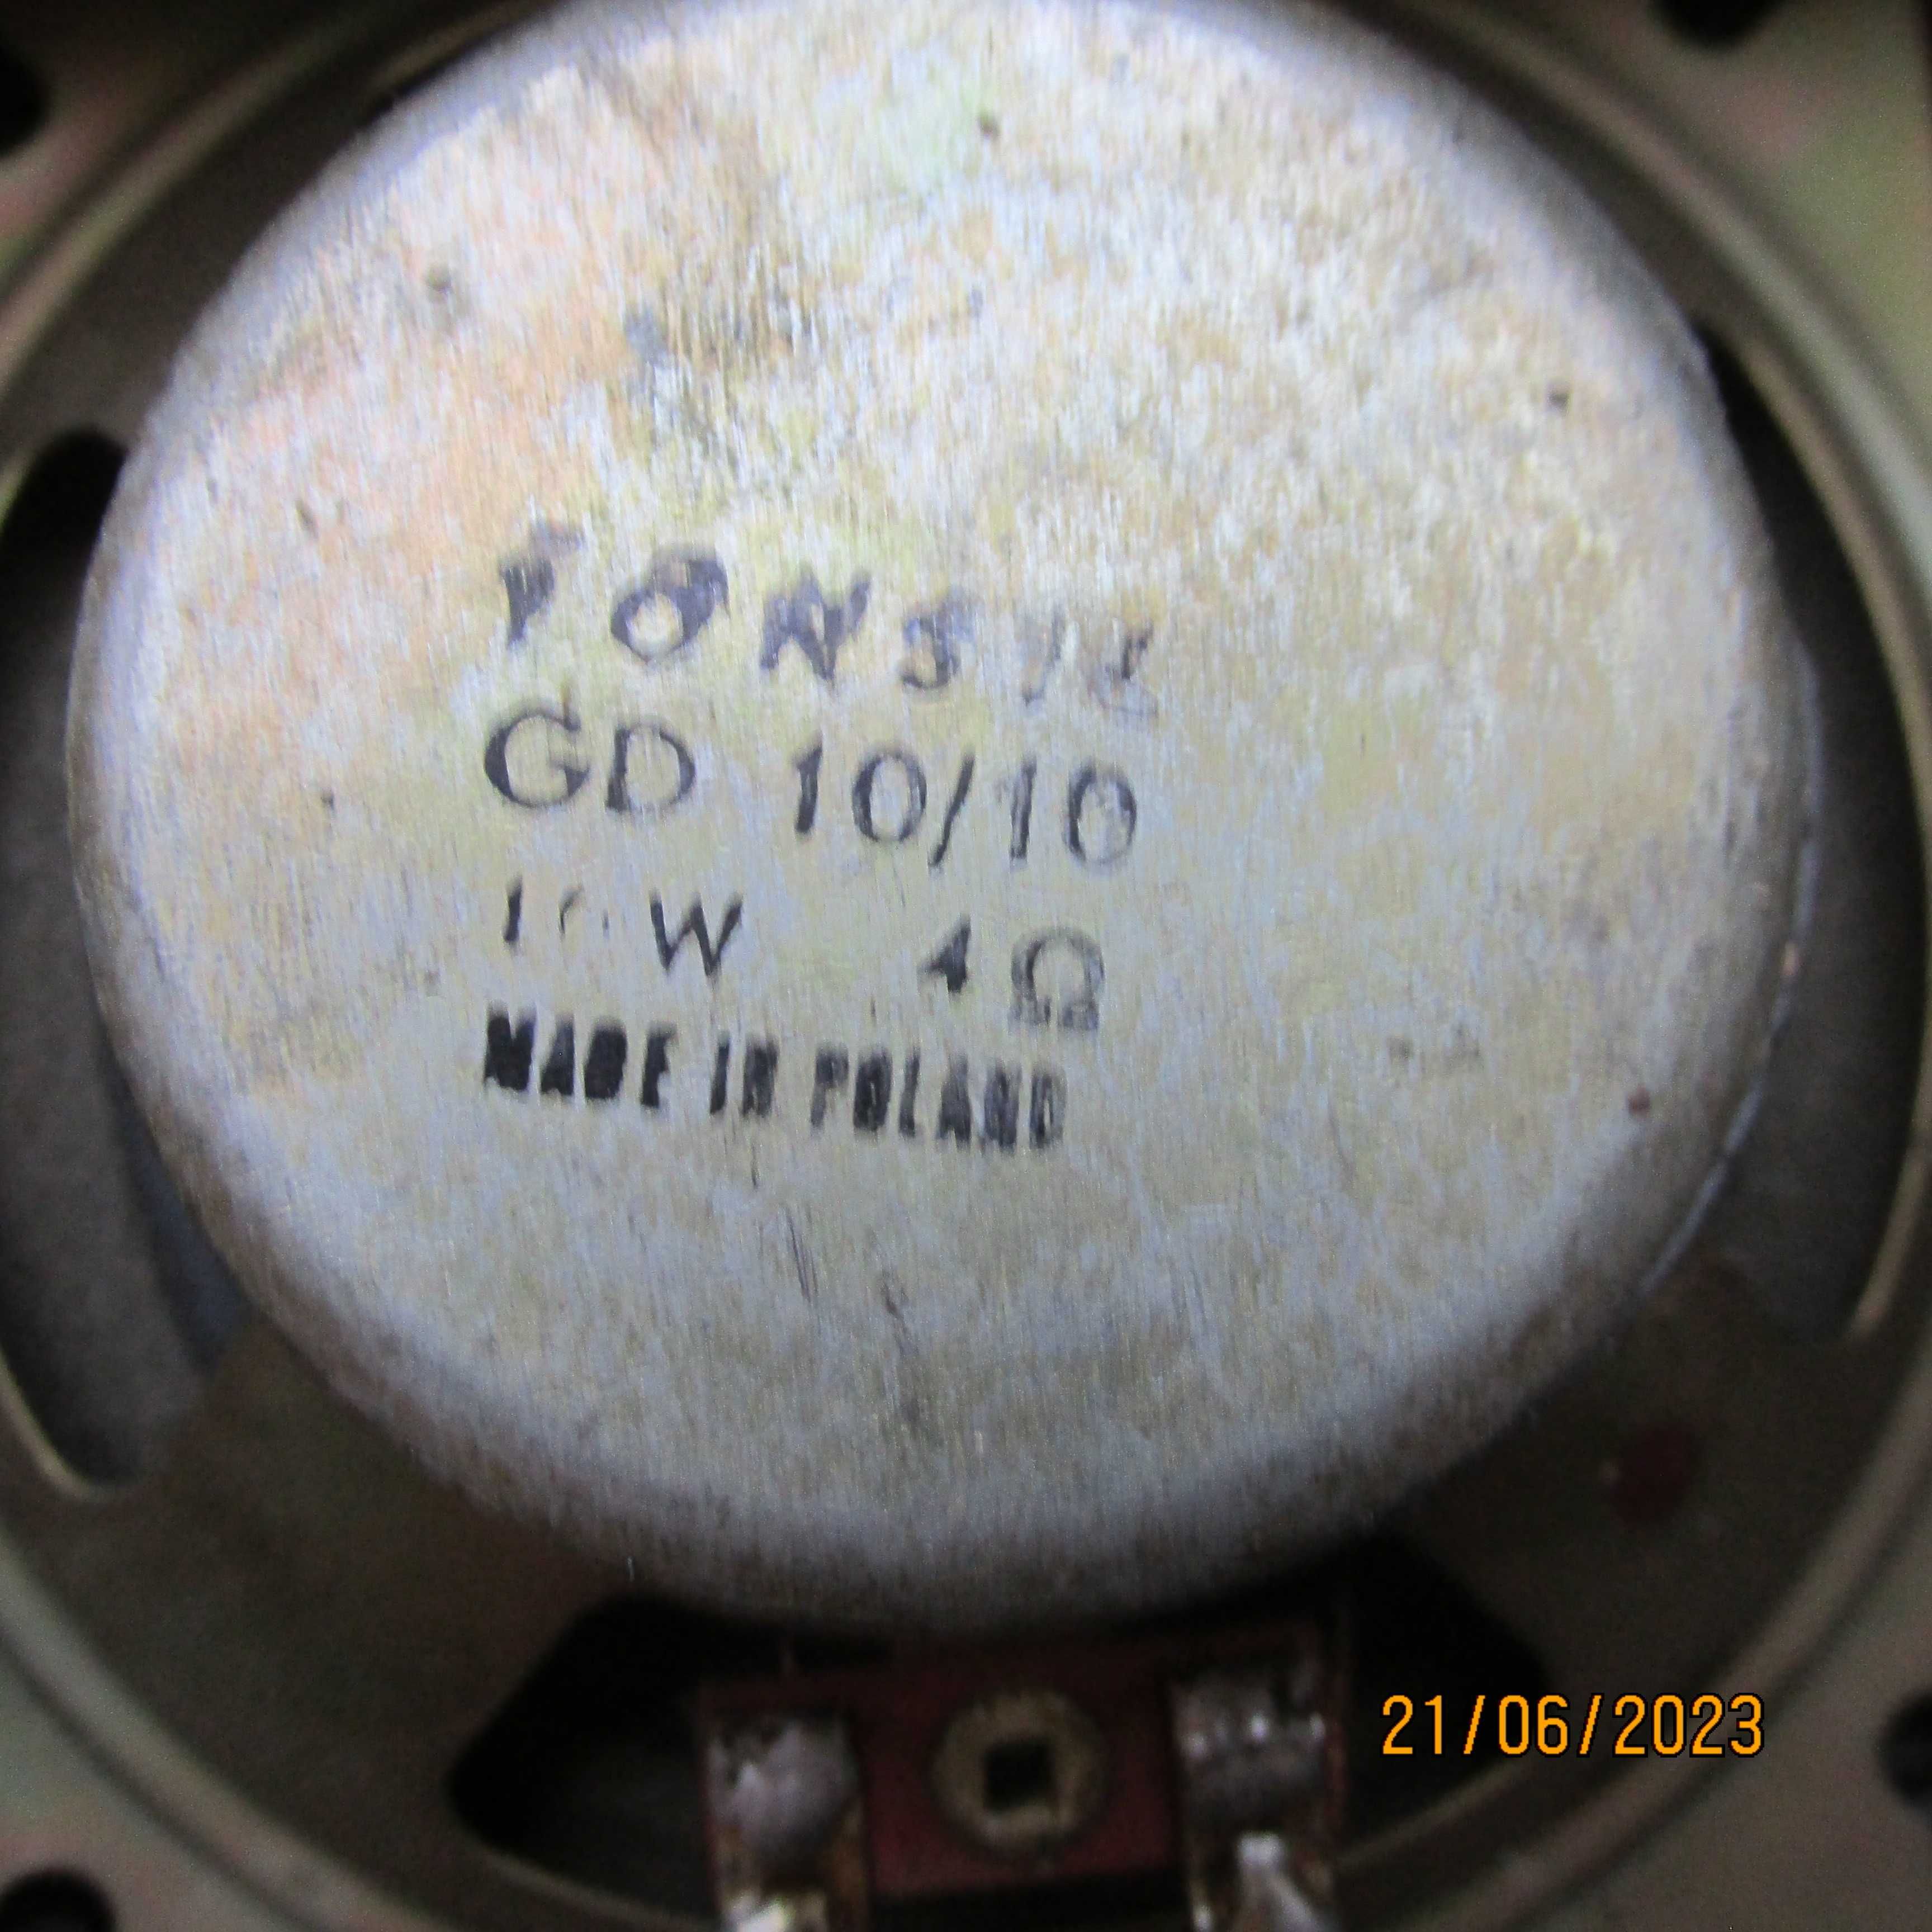 TONSIL
GD 10/10
W 4Ω
MADE IN POLAND
21/06/2023